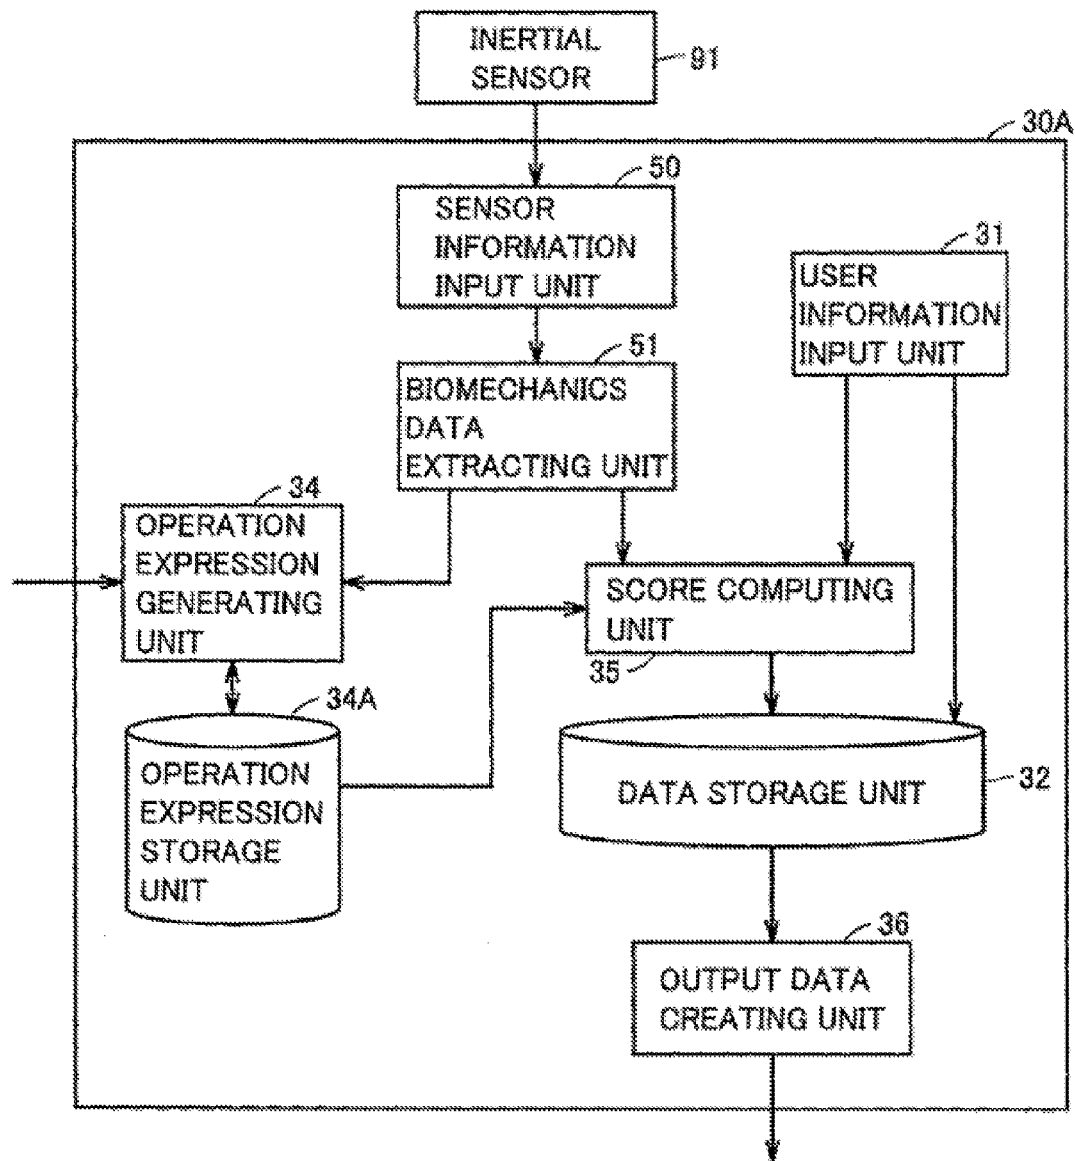 INERTIAL
SENSOR
91
30A
50
SENSOR
INFORMATION
INPUT UNIT
31
USER
INFORMATION
INPUT UNIT
51
BIOMECHANICS
DATA
EXTRACTING UNIT
34
OPERATION
EXPRESSION
GENERATING
UNIT
SCORE COMPUTING
UNIT
35
34A
OPERATION
EXPRESSION
STORAGE
UNIT
DATA STORAGE UNIT
32
36
OUTPUT DATA
CREATING UNIT